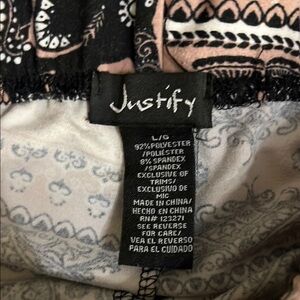 Justify
L/G
92% POLYESTER
/POLIÉSTER
8% SPANDEX
/SPANDEX
EXCLUSIVE OF
TRIMS/
EXCLUSIVO DE
MIC
MADE IN CHINA/
HECHO EN CHINA
RN# 123271
SEE REVERSE
FOR CARE/
VEA EL REVERSO
PARA EL CUIDADO